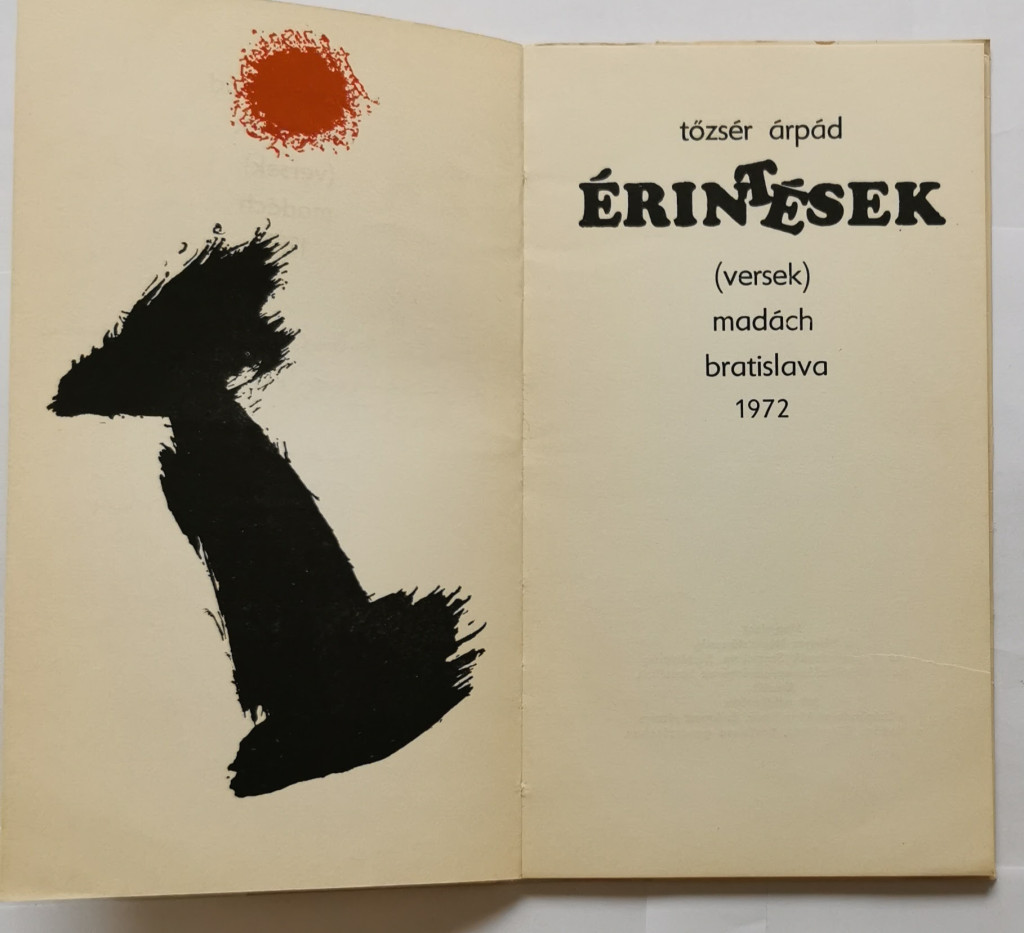 tőzsér árpád
ÉRINTÉSEK
(versek)
madách
bratislava
1972